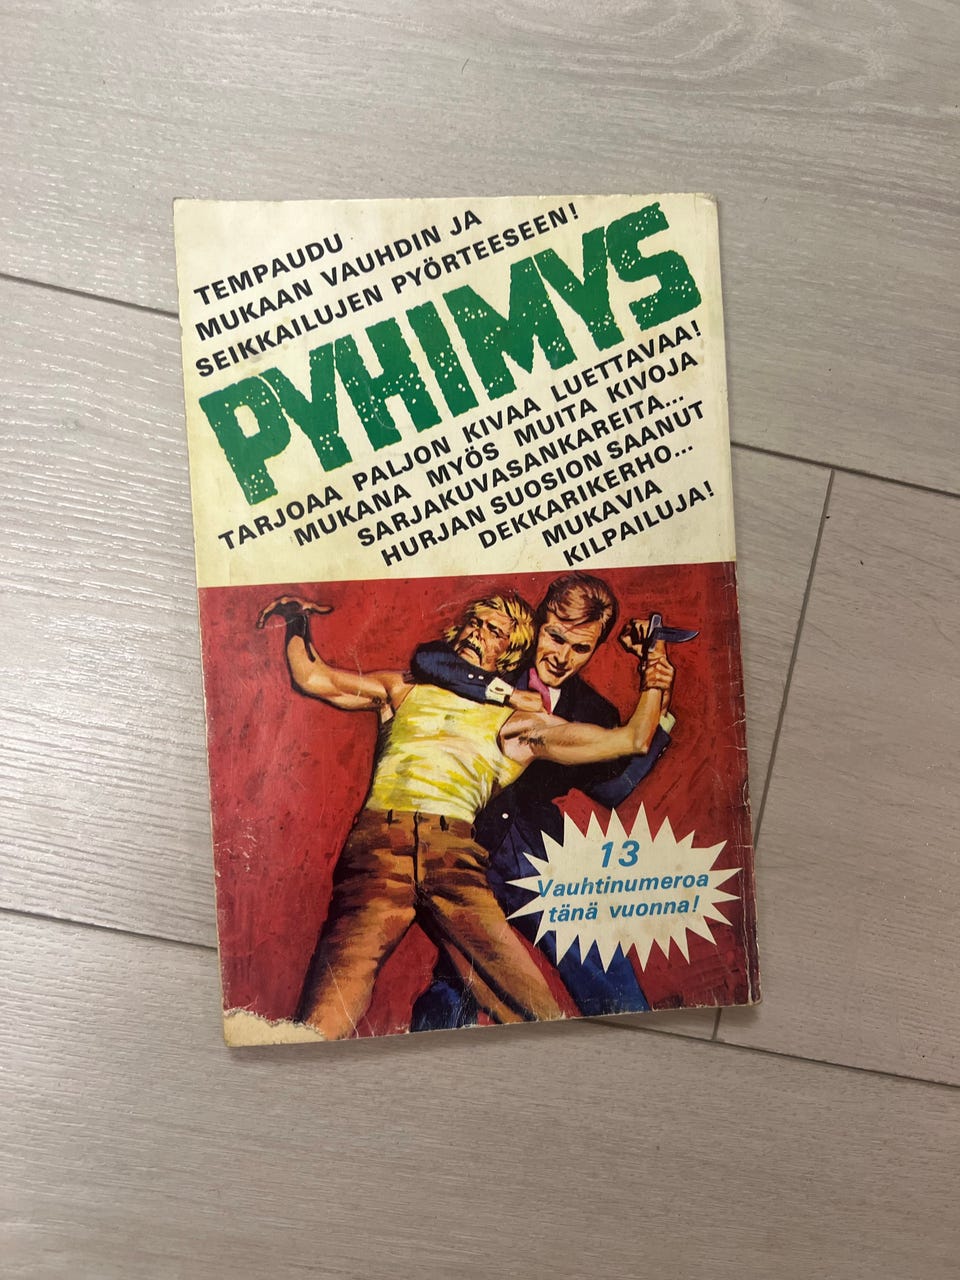 TEMPAUDU
MUKAAN VAUHDIN JA
SEIKKAILUJEN PYÖRTEESEEN!
PYHIMYS
TARJOAA PALJON KIVAA LUETTAVAA!
MUKANA MYÖS MUITA KIVOJA
SARJAKUVASANKAREITA...
HURJAN SUOSION SAANUT
DEKKARIKERHO...
MUKAVIA
KILPAILUJA!
13
Vauhtinumeroa
tänä vuonna!